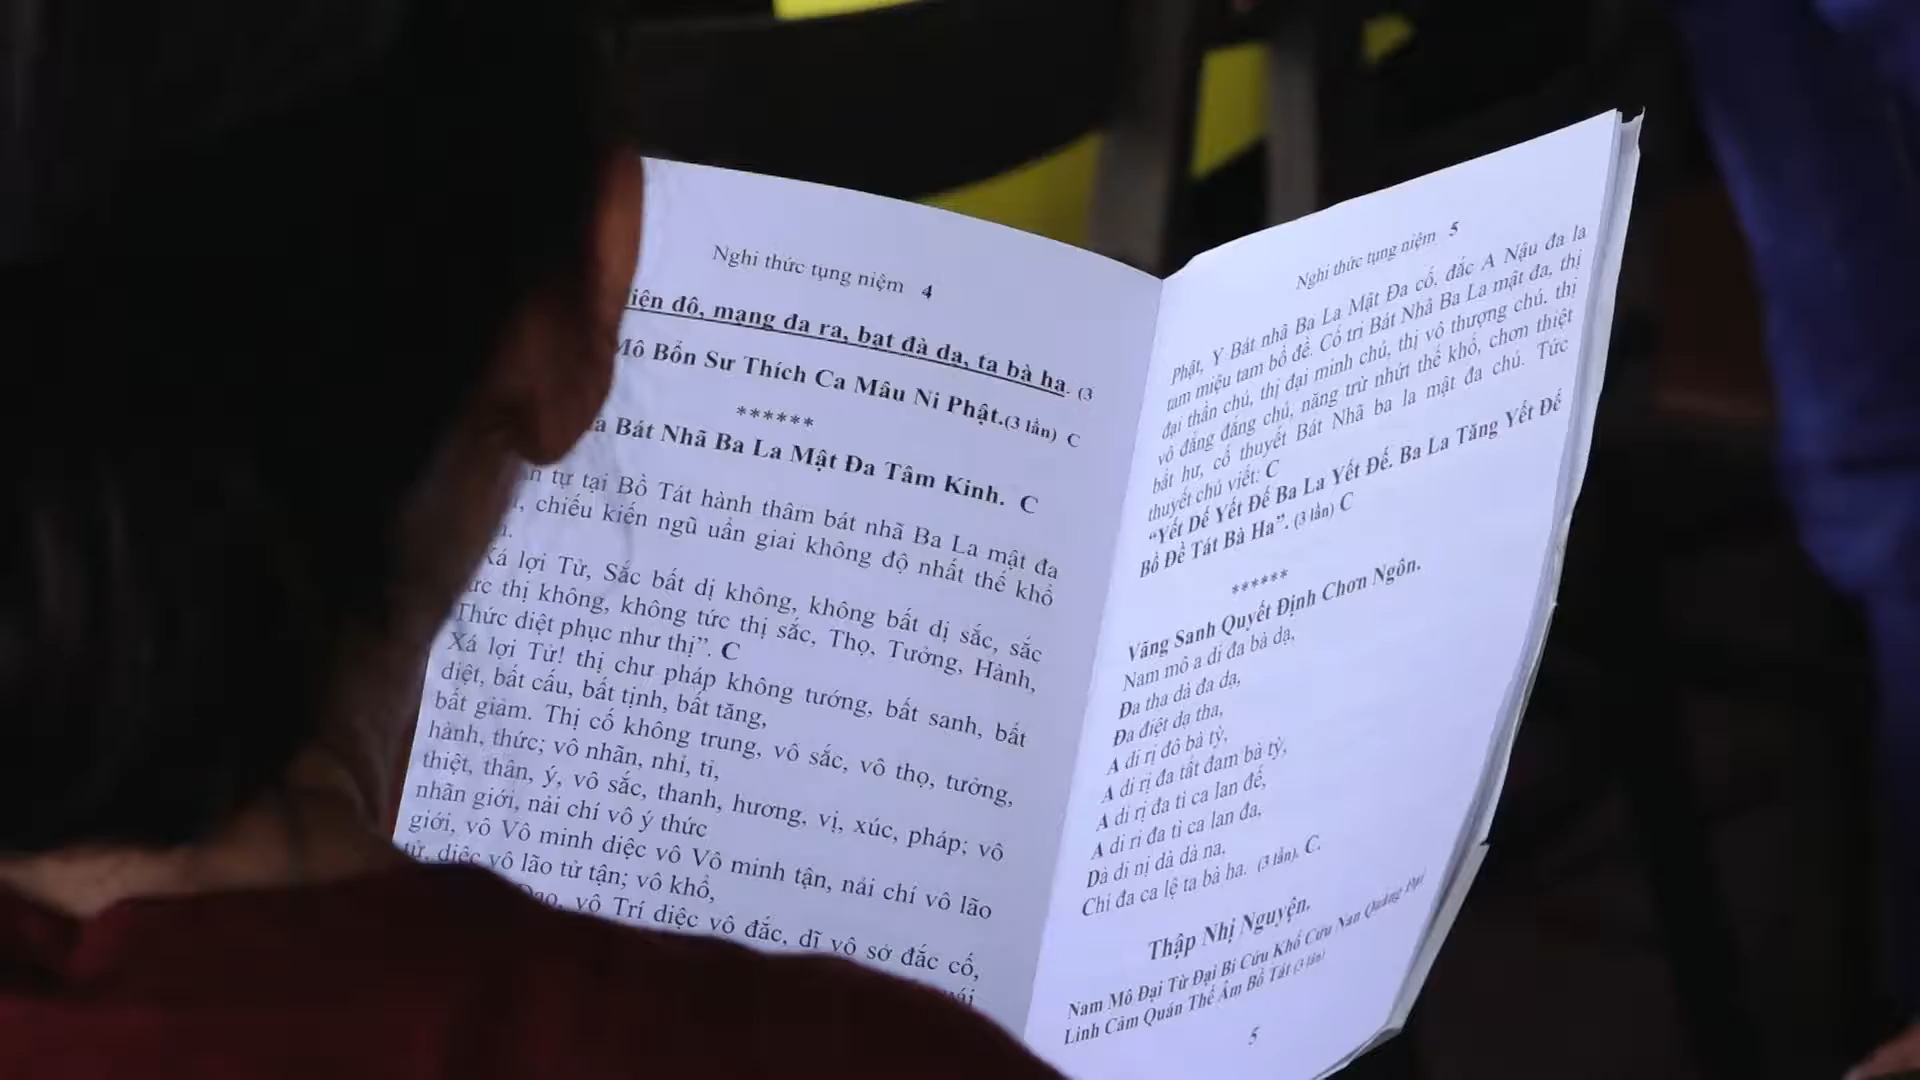 Nghi thức tụng niệm 4
đô, mạng đa ra, bạt đà dạ, ta bà ha. (3
Mô Bổn Sư Thích Ca Mâu Ni Phật.(3 lần) C
******
Bát Nhã Ba La Mật Đa Tâm Kinh. C
tự tại Bồ Tát hành thâm bát nhã Ba La mật đa
chiếu kiến ngũ uẩn giai không độ nhất thế khổ
Xá lợi Tử, Sắc bất dị không, không bất dị sắc, sắc
tức thị không, không tức thị sắc, Thọ, Tưởng, Hành,
Thức diệt phục như thị”. C
Xá lợi Tử! thị chư pháp không tướng, bất sanh, bất
diệt, bất cấu, bất tịnh, bất tăng,
bất giảm. Thị cố không trung, vô sắc, vô thọ, tưởng,
hành, thức; vô nhãn, nhỉ, tỉ,
thiệt, thân, ý, vô sắc, thanh, hương, vị, xúc, pháp; vô
nhãn giới, nải chí vô ý thức
giới, vô Vô minh diệc vô Vô minh tận, nải chí vô lão
tử, diệc vô lão tử tận; vô khổ,
Đạo, vô Trí diệc vô đắc, dĩ vô sở đắc cố,
Nghi thức tụng niệm 5
Phật, Y Bát nhã Ba La Mật Đa cố, đắc A Nậu đa la
tam miệu tam bồ đề. Cố tri Bát Nhã Ba La mật đa, thị
đại thần chú, thị đại minh chú, thị vô thượng chú, thị
vô đẳng đẳng chú, năng trừ nhứt thế khổ, chơn thiệt
bất hư, cố thuyết Bát Nhã ba la mật đa chú. Tức
thuyết chú viết: C
“Yết Dế Yết Đế Ba La Yết Đế. Ba La Tăng Yết Đế
Bồ Đề Tát Bà Ha”. (3 lần) C
******
Vãng Sanh Quyết Định Chơn Ngôn.
Nam mô a di đa bà dạ,
Đa tha dà đa dạ,
Đa điệt dạ tha,
A di rị đô bà tỳ,
A di rị đa tất đam bà tỳ,
A di rị đa tì ca lan đế,
A di rị đa tì ca lan đa,
Dà di nị dà dà na,
Chỉ đa ca lệ ta bà ha. (3 lần). C.
Thập Nhị Nguyện.
Nam Mô Đại Từ Đại Bi Cứu Khổ Cứu Nạn Quảng Đại
Linh Cảm Quán Thế Âm Bồ Tát (3 lần)
5